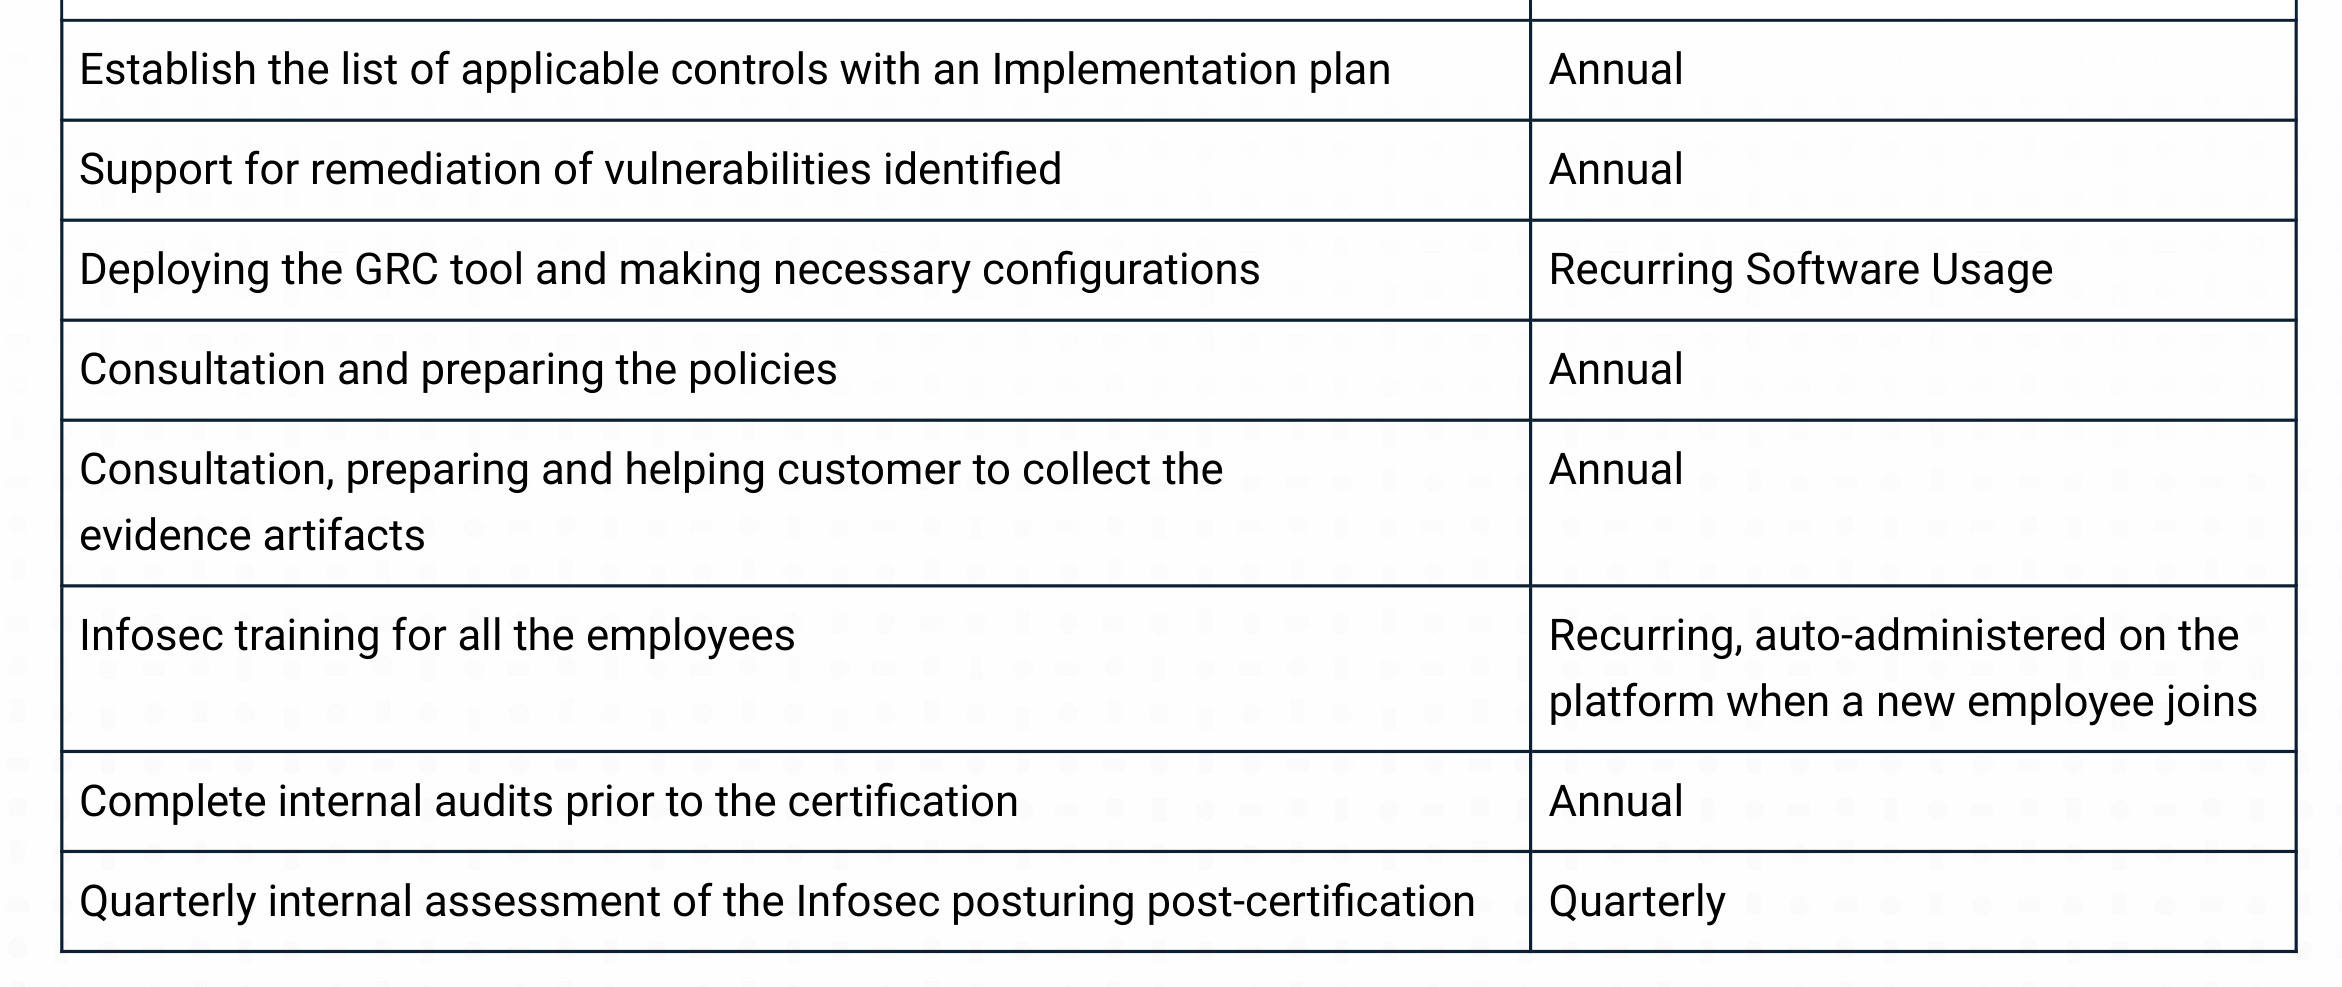 Establish the list of applicable controls with an Implementation plan
Annual
Support for remediation of vulnerabilities identified
Annual
Deploying the GRC tool and making necessary configurations
Recurring Software Usage
Consultation and preparing the policies
Annual
Consultation, preparing and helping customer to collect the
evidence artifacts
Annual
Infosec training for all the employees
Recurring, auto-administered on the
platform when a new employee joins
Complete internal audits prior to the certification
Annual
Quarterly internal assessment of the Infosec posturing post-certification
Quarterly